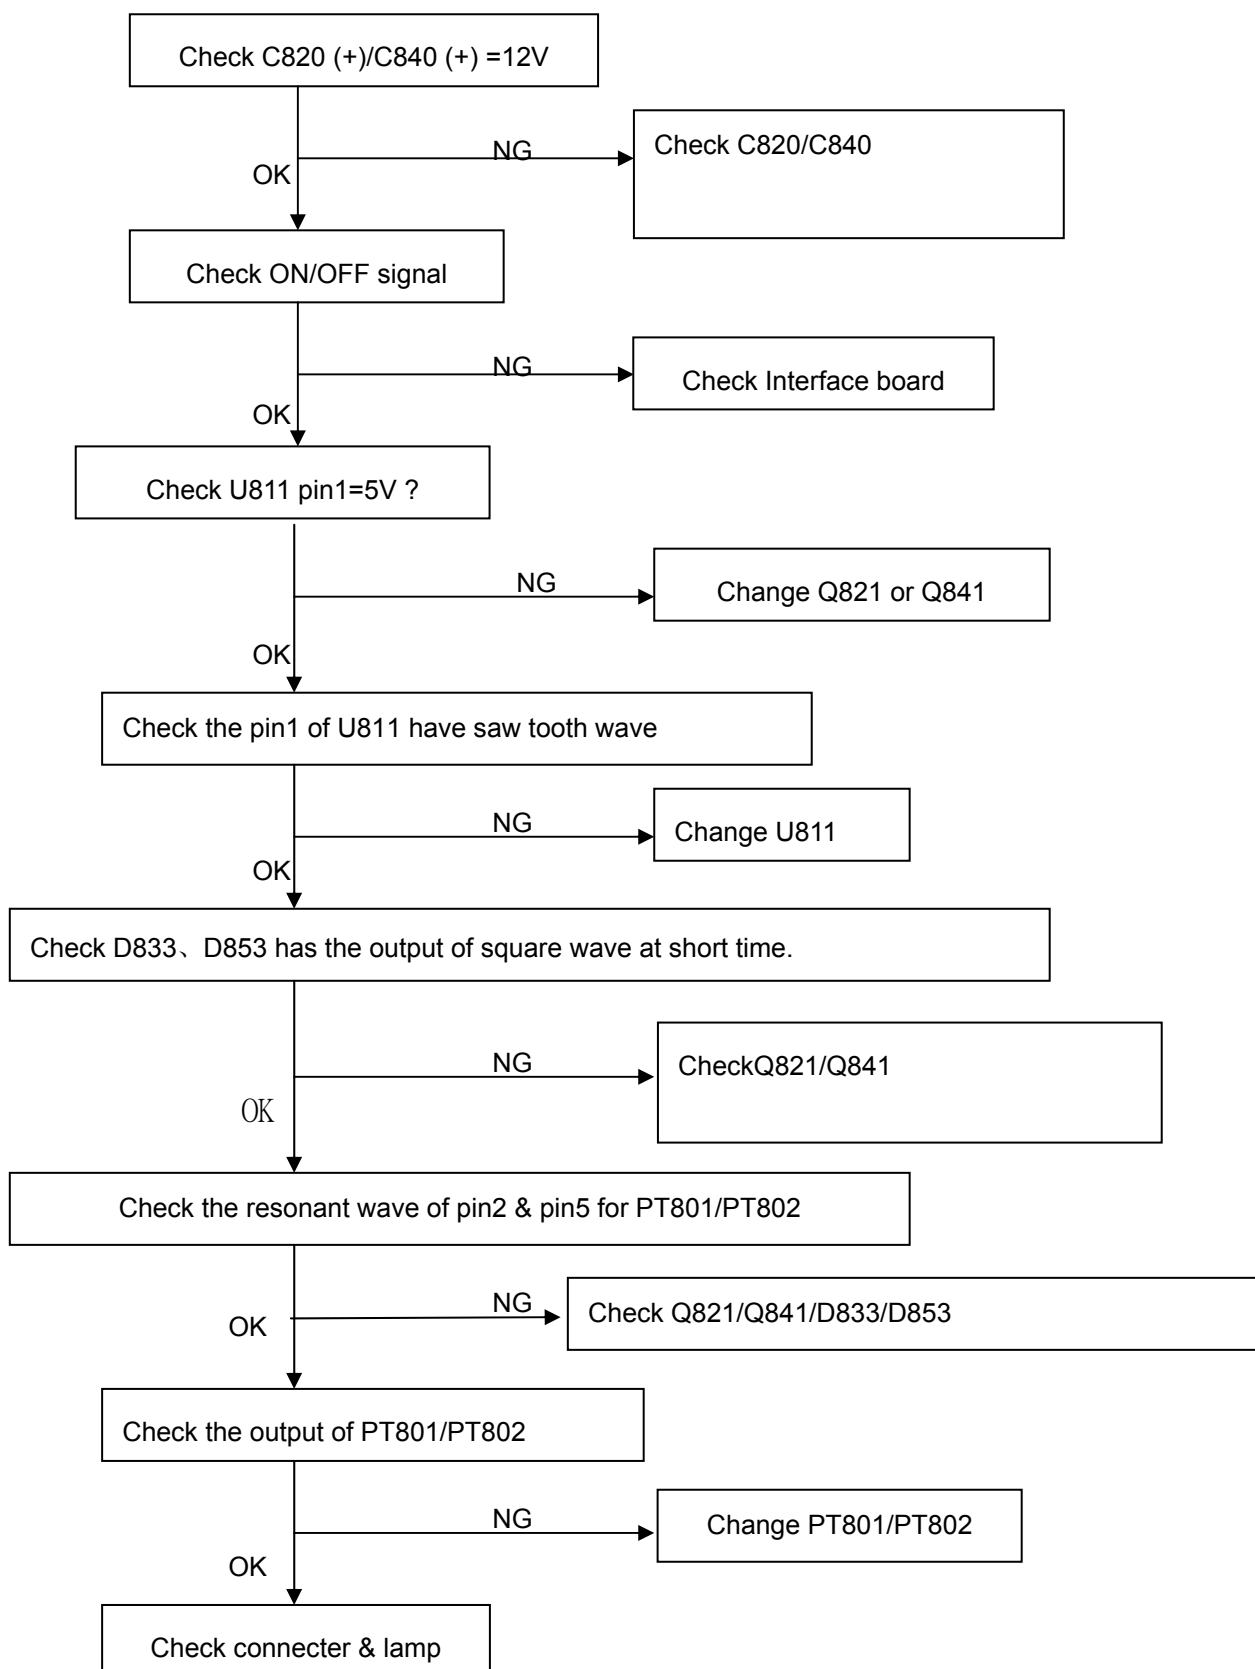 Check C820 (+)/C840 (+) =12V
NG
Check C820/C840
OK
Check ON/OFF signal
NG
Check Interface board
OK
Check U811 pin1=5V ?
NG
Change Q821 or Q841
OK
Check the pin1 of U811 have saw tooth wave
NG
Change U811
OK
Check D833、D853 has the output of square wave at short time.
NG
CheckQ821/Q841
OK
Check the resonant wave of pin2 & pin5 for PT801/PT802
NG
Check Q821/Q841/D833/D853
OK
Check the output of PT801/PT802
NG
Change PT801/PT802
OK
Check connecter & lamp